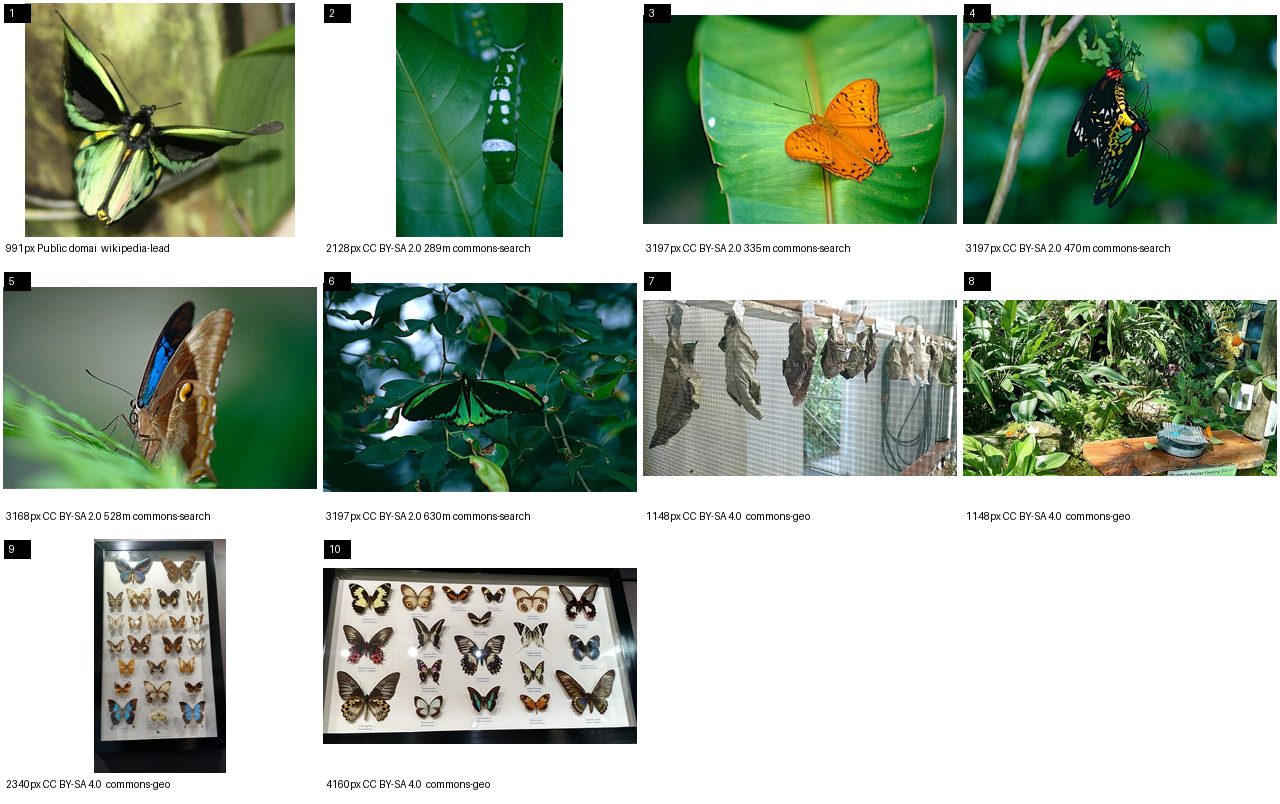 1
2
3
4
991px Public domai wikipedia-lead
2128px CC BY-SA 2.0 289m commons-search
3197px CC BY-SA 2.0 335m commons-search
3197px CC BY-SA 2.0 470m commons-search
5
6
7
8
3168px CC BY-SA 2.0 528m commons-search
3197px CC BY-SA 2.0 630m commons-search
1148px CC BY-SA 4.0 commons-geo
1148px CC BY-SA 4.0 commons-geo
9
10
2340px CC BY-SA 4.0 commons-geo
4160px CC BY-SA 4.0 commons-geo